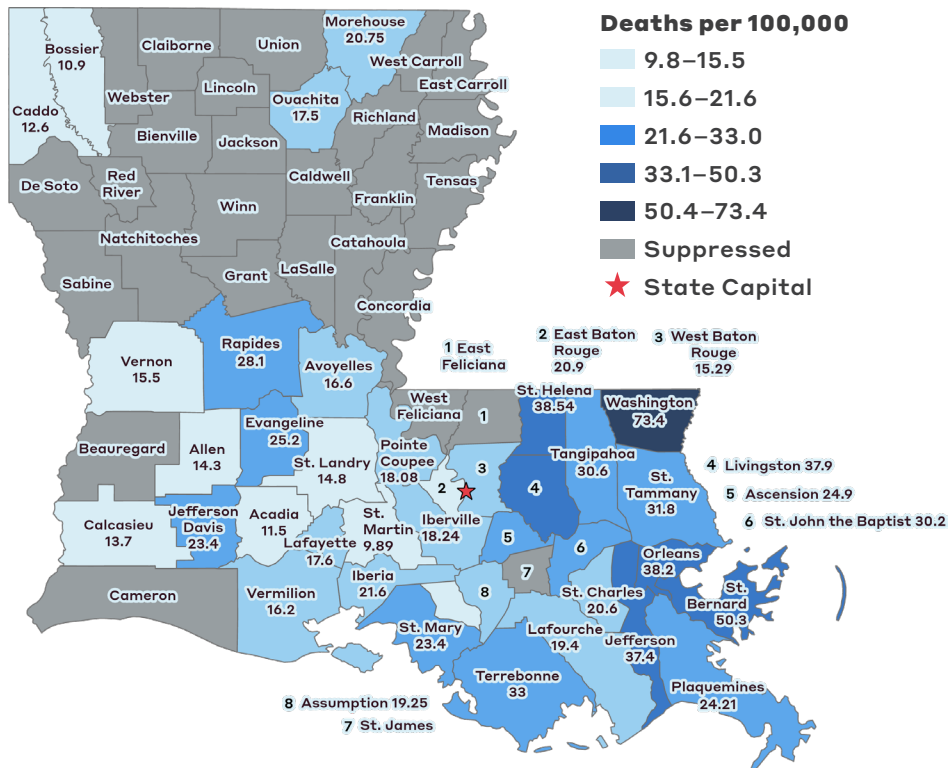 Deaths per 100,000
9.8–15.5
15.6–21.6
21.6–33.0
33.1–50.3
50.4–73.4
Suppressed
State Capital
Morehouse
20.75
Bossier
10.9
Claiborne
Union
West Carroll
East Carroll
Caddo
12.6
Webster
Lincoln
Ouachita
17.5
Richland
Madison
Bienville
Jackson
De Soto
Red
River
Caldwell
Tensas
Winn
Franklin
Natchitoches
Catahoula
Sabine
Grant
LaSalle
Concordia
Vernon
15.5
Rapides
28.1
Avoyelles
16.6
1 East
Feliciana
2 East Baton
Rouge
20.9
3 West Baton
Rouge
15.29
West
Feliciana
1
St. Helena
38.54
Washington
73.4
Beauregard
Allen
14.3
Evangeline
25.2
St. Landry
14.8
Pointe
Coupee
18.08
3
2
4
Tangipahoa
30.6
St.
Tammany
31.8
4 Livingston 37.9
5 Ascension 24.9
6 St. John the Baptist 30.2
Calcasieu
13.7
Jefferson
Davis
23.4
Acadia
11.5
Lafayette
17.6
St.
Martin
9.89
Iberville
18.24
5
6
7
8
Orleans
38.2
St.
Bernard
50.3
Cameron
Vermilion
16.2
Iberia
21.6
St. Charles
20.6
St. Mary
23.4
Lafourche
19.4
Jefferson
37.4
Terrebonne
33
Plaquemines
24.21
8 Assumption 19.25
7 St. James